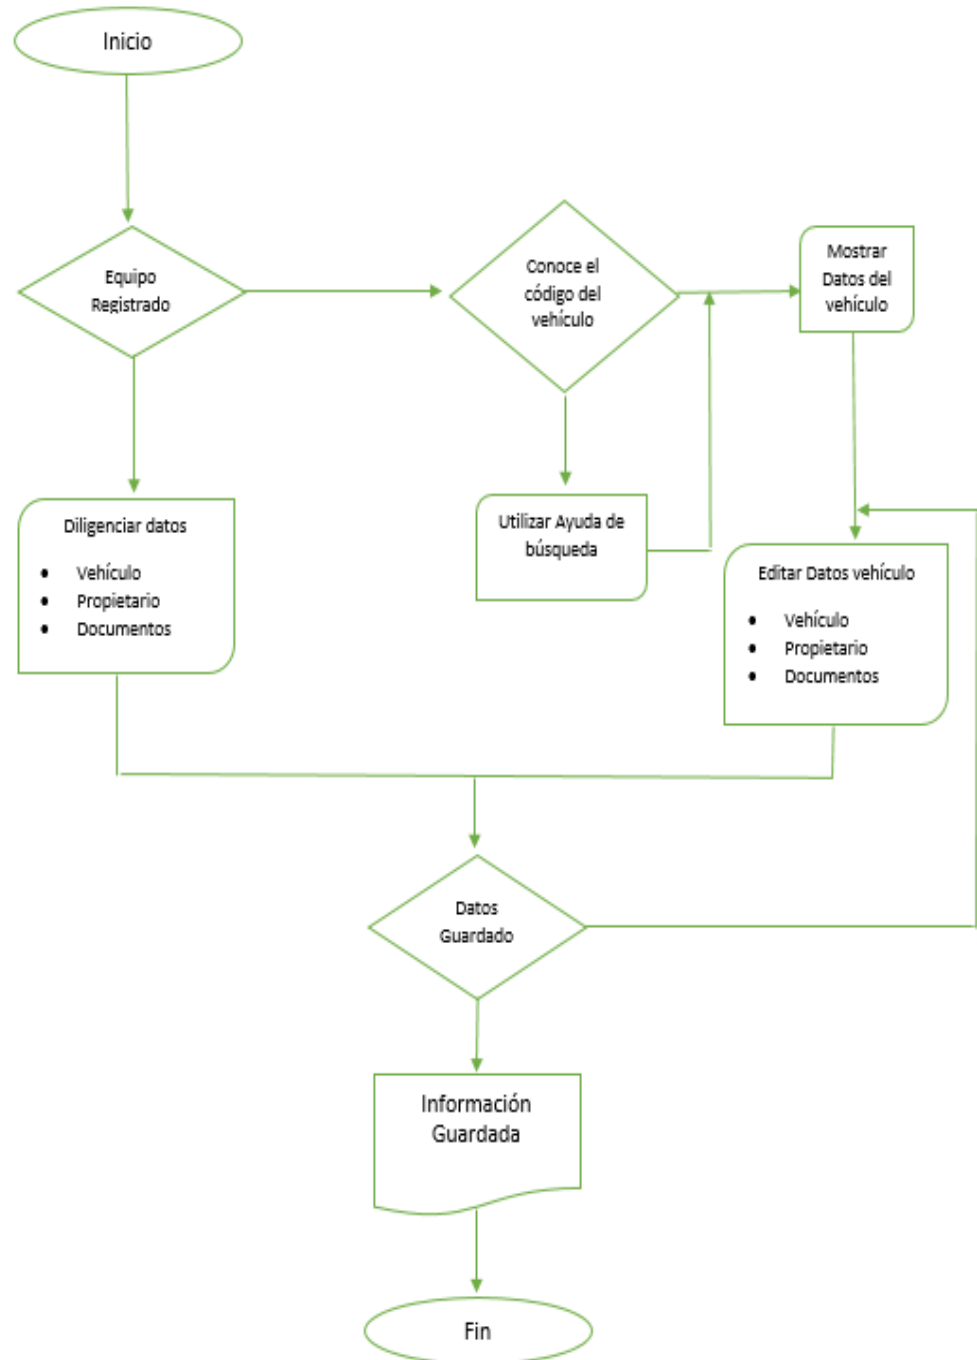 Inicio
Equipo
Registrado
Conoce el
código del
vehículo
Mostrar
Datos del
vehículo
Diligenciar datos
• Vehículo
• Propietario
• Documentos
Utilizar Ayuda de
búsqueda
Editar Datos vehículo
• Vehículo
• Propietario
• Documentos
Datos
Guardado
Información
Guardada
Fin